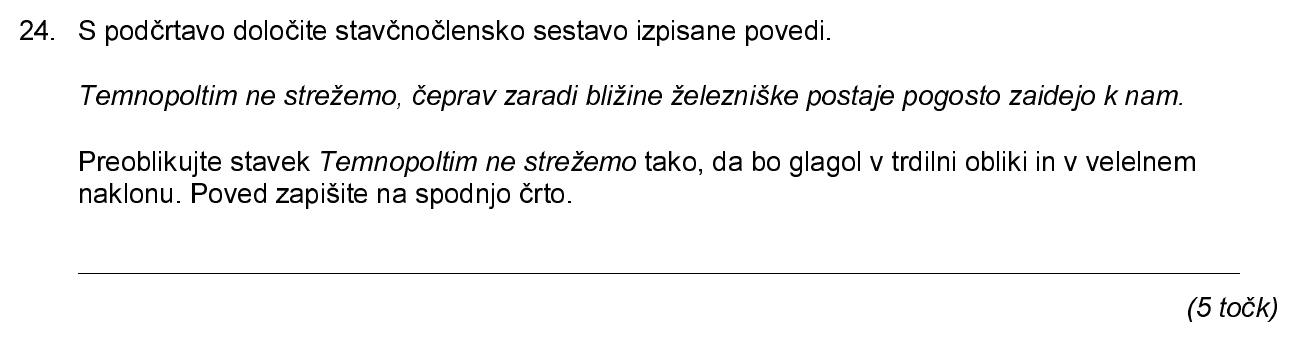 24. S podčrtavo določite stavčnočlensko sestavo izpisane povedi.
Temnopoltim ne strežemo, čeprav zaradi bližine železniške postaje pogosto zaidejo k nam.
Preoblikujte stavek Temnopoltim ne strežemo tako, da bo glagol v trdilni obliki in v velelnem
naklonu. Poved zapišite na spodnjo črto.
(5 točk)